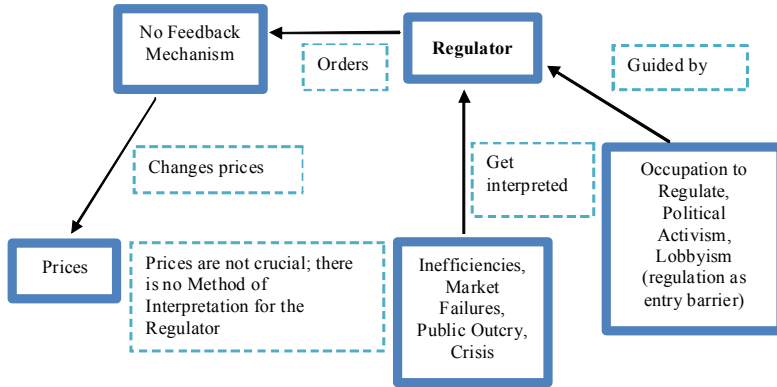 No Feedback
Mechanism
Orders
Regulator
Guided by
Changes prices
Get
interpreted
Occupation to
Regulate,
Political
Activism,
Lobbyism
(regulation as
entry barrier)
Prices
Prices are not crucial; there
is no Method of
Interpretation for the
Regulator
Inefficiencies,
Market
Failures,
Public Outcry,
Crisis